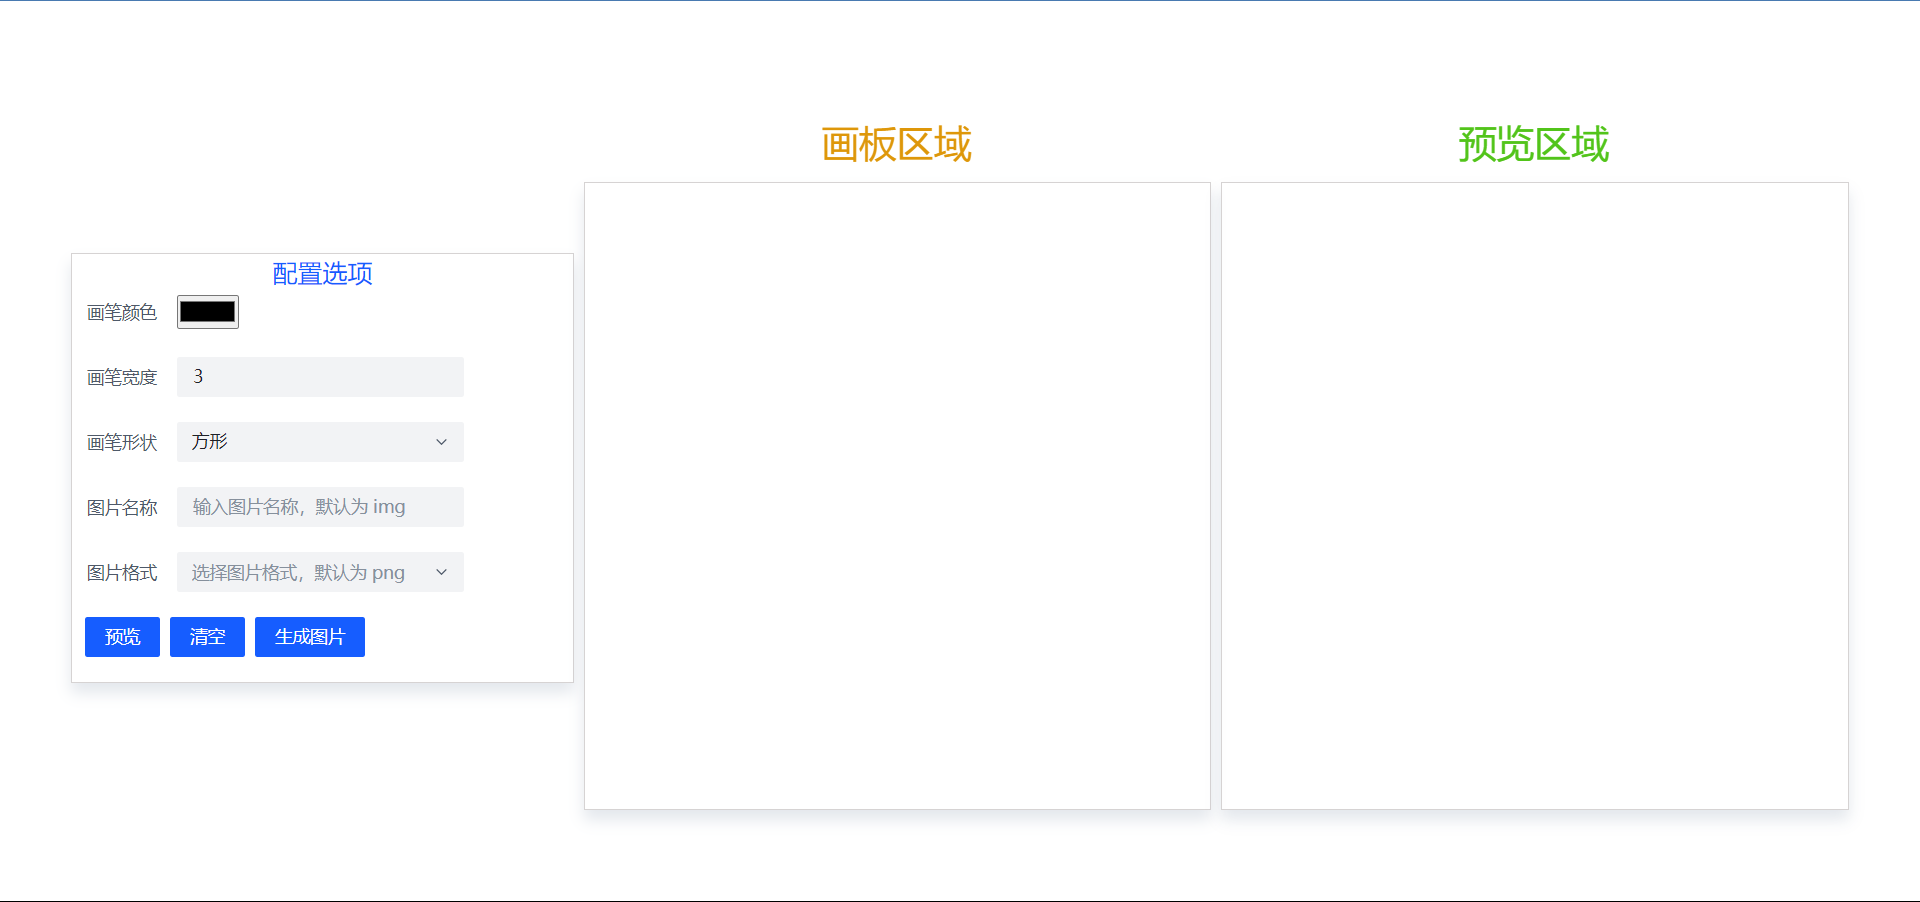 画板区域
预览区域
配置选项
画笔颜色
画笔宽度 3
画笔形状 方形
图片名称 输入图片名称，默认为 img
图片格式 选择图片格式，默认为 png
预览 清空 生成图片